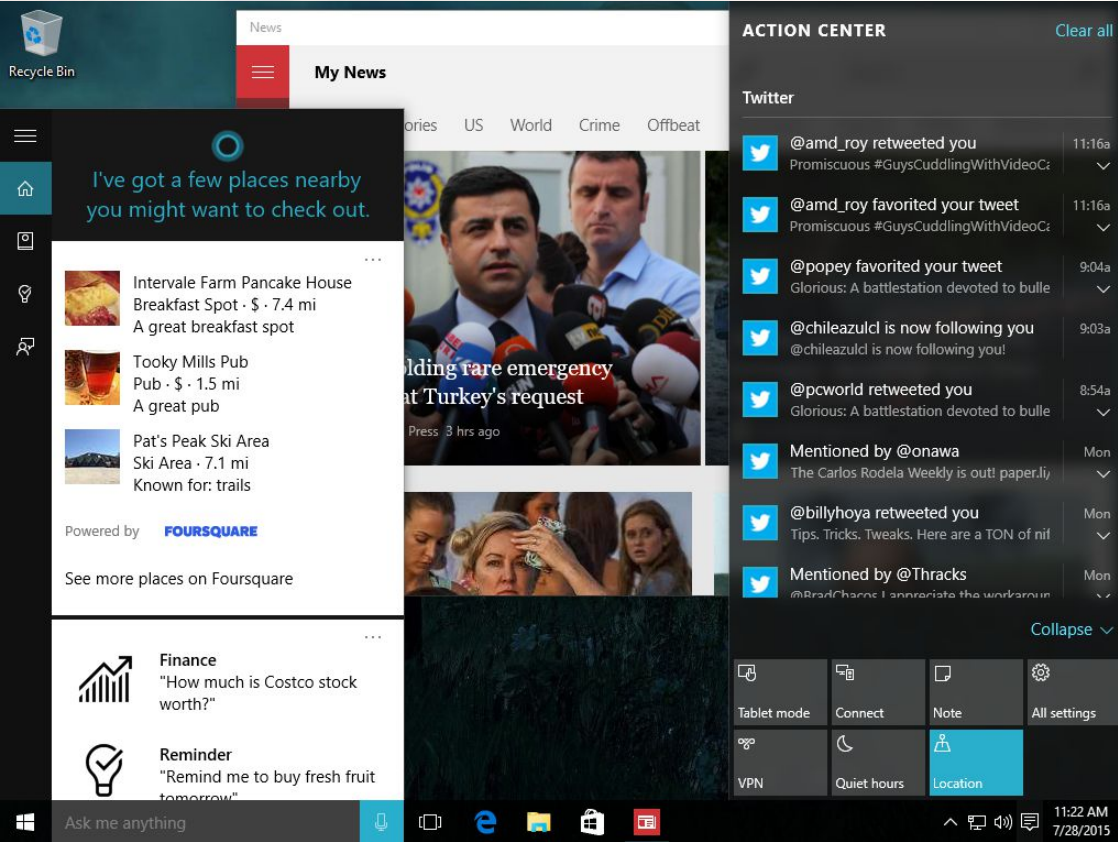 Recycle Bin
News
My News
ories US World Crime Offbeat
lding rare emergency
at Turkey's request
Press 3 hrs ago
I've got a few places nearby
you might want to check out.
Intervale Farm Pancake House
Breakfast Spot · $ · 7.4 mi
A great breakfast spot
Tooky Mills Pub
Pub · $ · 1.5 mi
A great pub
Pat's Peak Ski Area
Ski Area · 7.1 mi
Known for: trails
Powered by FOURSQUARE
See more places on Foursquare
Finance
"How much is Costco stock
worth?"
Reminder
"Remind me to buy fresh fruit
tomorrow"
Ask me anything
ACTION CENTER Clear all
Twitter
@amd_roy retweeted you 11:16a
Promiscuous #GuysCuddlingWithVideoCa
@amd_roy favorited your tweet 11:16a
Promiscuous #GuysCuddlingWithVideoCa
@popey favorited your tweet 9:04a
Glorious: A battlestation devoted to bulle
@chileazulcl is now following you 9:03a
@chileazulcl is now following you!
@pcworld retweeted you 8:54a
Glorious: A battlestation devoted to bulle
Mentioned by @onawa Mon
The Carlos Rodela Weekly is out! paper.li/
@billyhoya retweeted you Mon
Tips. Tricks. Tweaks. Here are a TON of nif
Mentioned by @Thracks Mon
@BradChacos I appreciate the workaroun
Collapse
Tablet mode Connect Note All settings
VPN Quiet hours Location
11:22 AM
7/28/2015